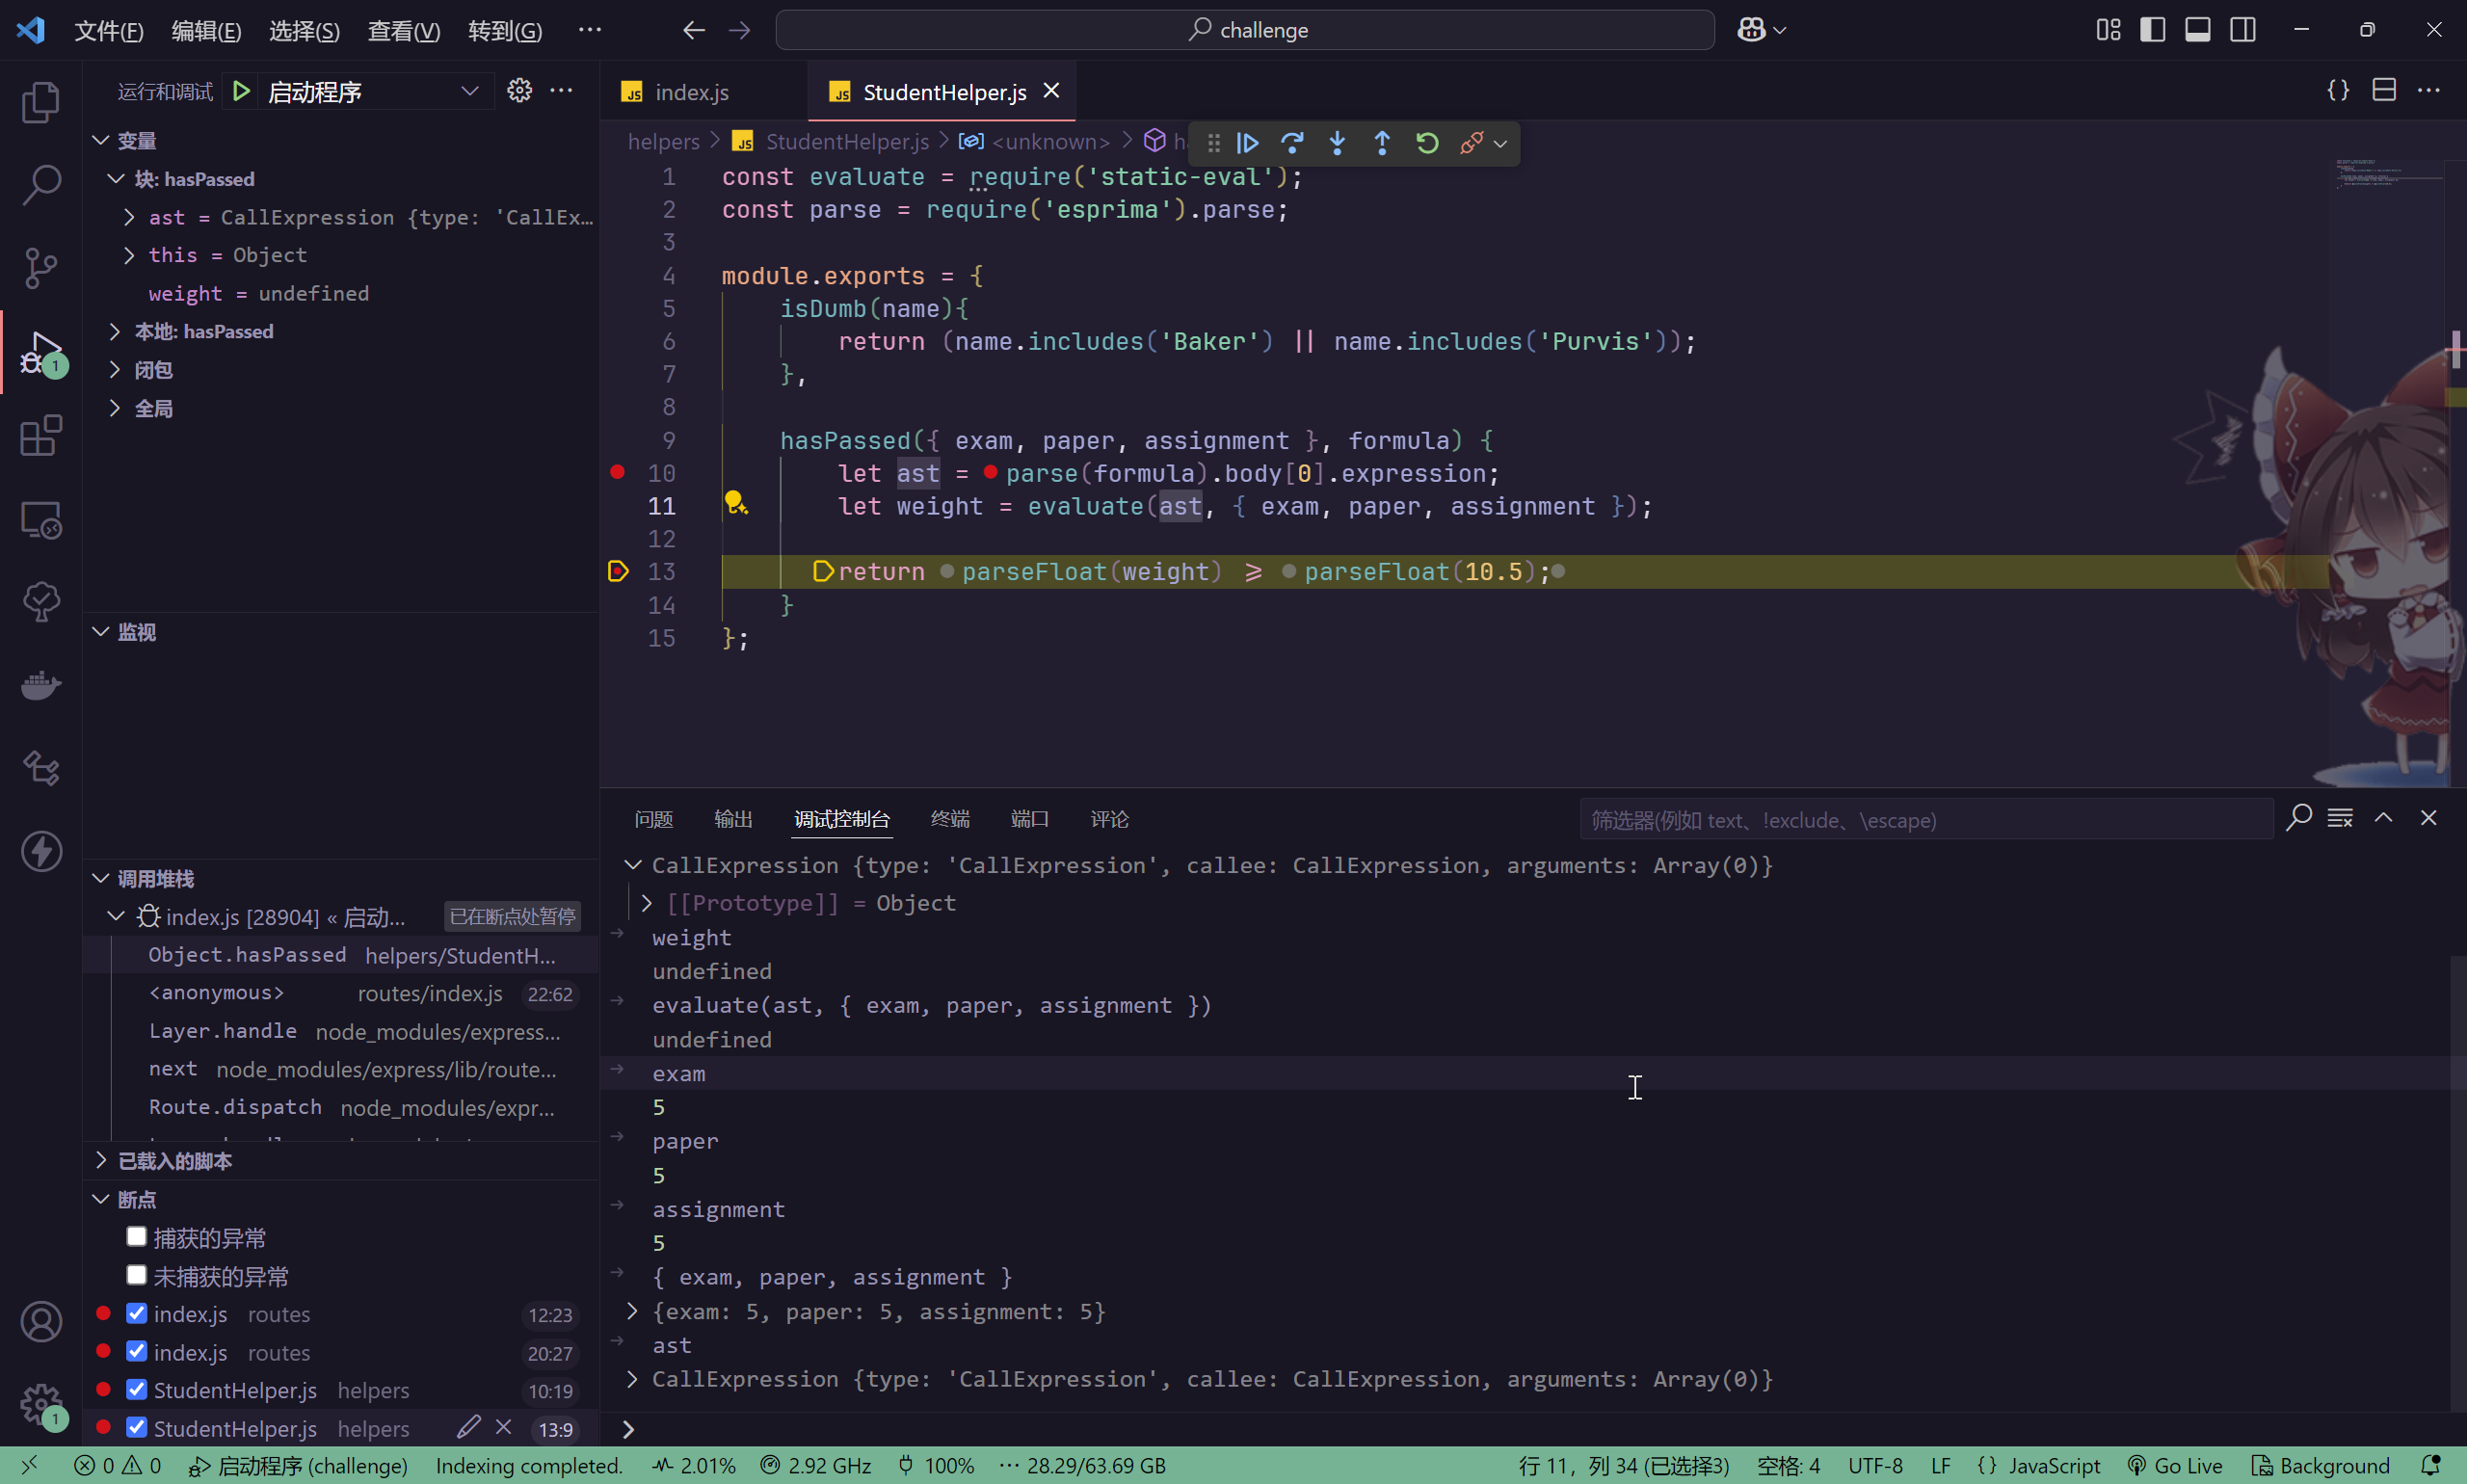 文件(F) 编辑(E) 选择(S) 查看(V) 转到(G) ··· challenge
运行和调试 启动程序 ···
index.js StudentHelper.js
变量
块: hasPassed
ast = CallExpression {type: 'CallEx…
this = Object
weight = undefined
本地: hasPassed
闭包
全局
监视
调用堆栈
index.js [28904] « 启动... 已在断点处暂停
Object.hasPassed helpers/StudentH...
<anonymous> routes/index.js 22:62
Layer.handle node_modules/express...
next node_modules/express/lib/route...
Route.dispatch node_modules/expr...
已载入的脚本
断点
捕获的异常
未捕获的异常
index.js routes 12:23
index.js routes 20:27
StudentHelper.js helpers 10:19
StudentHelper.js helpers 13:9
helpers > StudentHelper.js > <unknown> >
1 const evaluate = require('static-eval');
2 const parse = require('esprima').parse;
3
4 module.exports = {
5 isDumb(name){
6 return (name.includes('Baker') || name.includes('Purvis'));
7 },
8
9 hasPassed({ exam, paper, assignment }, formula) {
10 let ast = parse(formula).body[0].expression;
11 let weight = evaluate(ast, { exam, paper, assignment });
12
13 return parseFloat(weight) ≥ parseFloat(10.5);
14 }
15 };
问题 输出 调试控制台 终端 端口 评论 筛选器(例如 text、!exclude、\escape)
CallExpression {type: 'CallExpression', callee: CallExpression, arguments: Array(0)}
[[Prototype]] = Object
weight
undefined
evaluate(ast, { exam, paper, assignment })
undefined
exam
5
paper
5
assignment
5
{ exam, paper, assignment }
{exam: 5, paper: 5, assignment: 5}
ast
CallExpression {type: 'CallExpression', callee: CallExpression, arguments: Array(0)}
0 0 启动程序 (challenge) Indexing completed. 2.01% 2.92 GHz 100% ··· 28.29/63.69 GB 行 11，列 34 (已选择3) 空格: 4 UTF-8 LF {} JavaScript Go Live Background